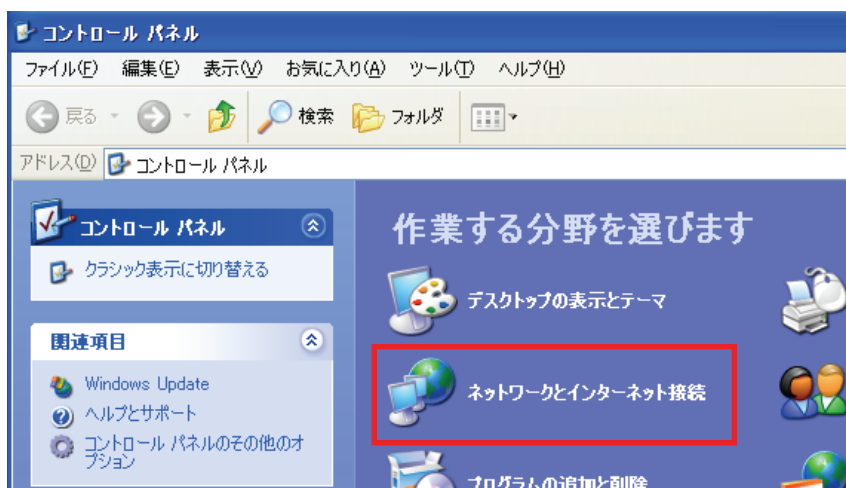 コントロール パネル
ファイル(F) 編集(E) 表示(V) お気に入り(A) ツール(T) ヘルプ(H)
戻る 検索 フォルダ
アドレス(D) コントロール パネル
コントロール パネル
クラシック表示に切り替える
関連項目
Windows Update
ヘルプとサポート
コントロール パネルのその他のオ
プション
作業する分野を選びます
デスクトップの表示とテーマ
ネットワークとインターネット接続
プログラムの追加と削除